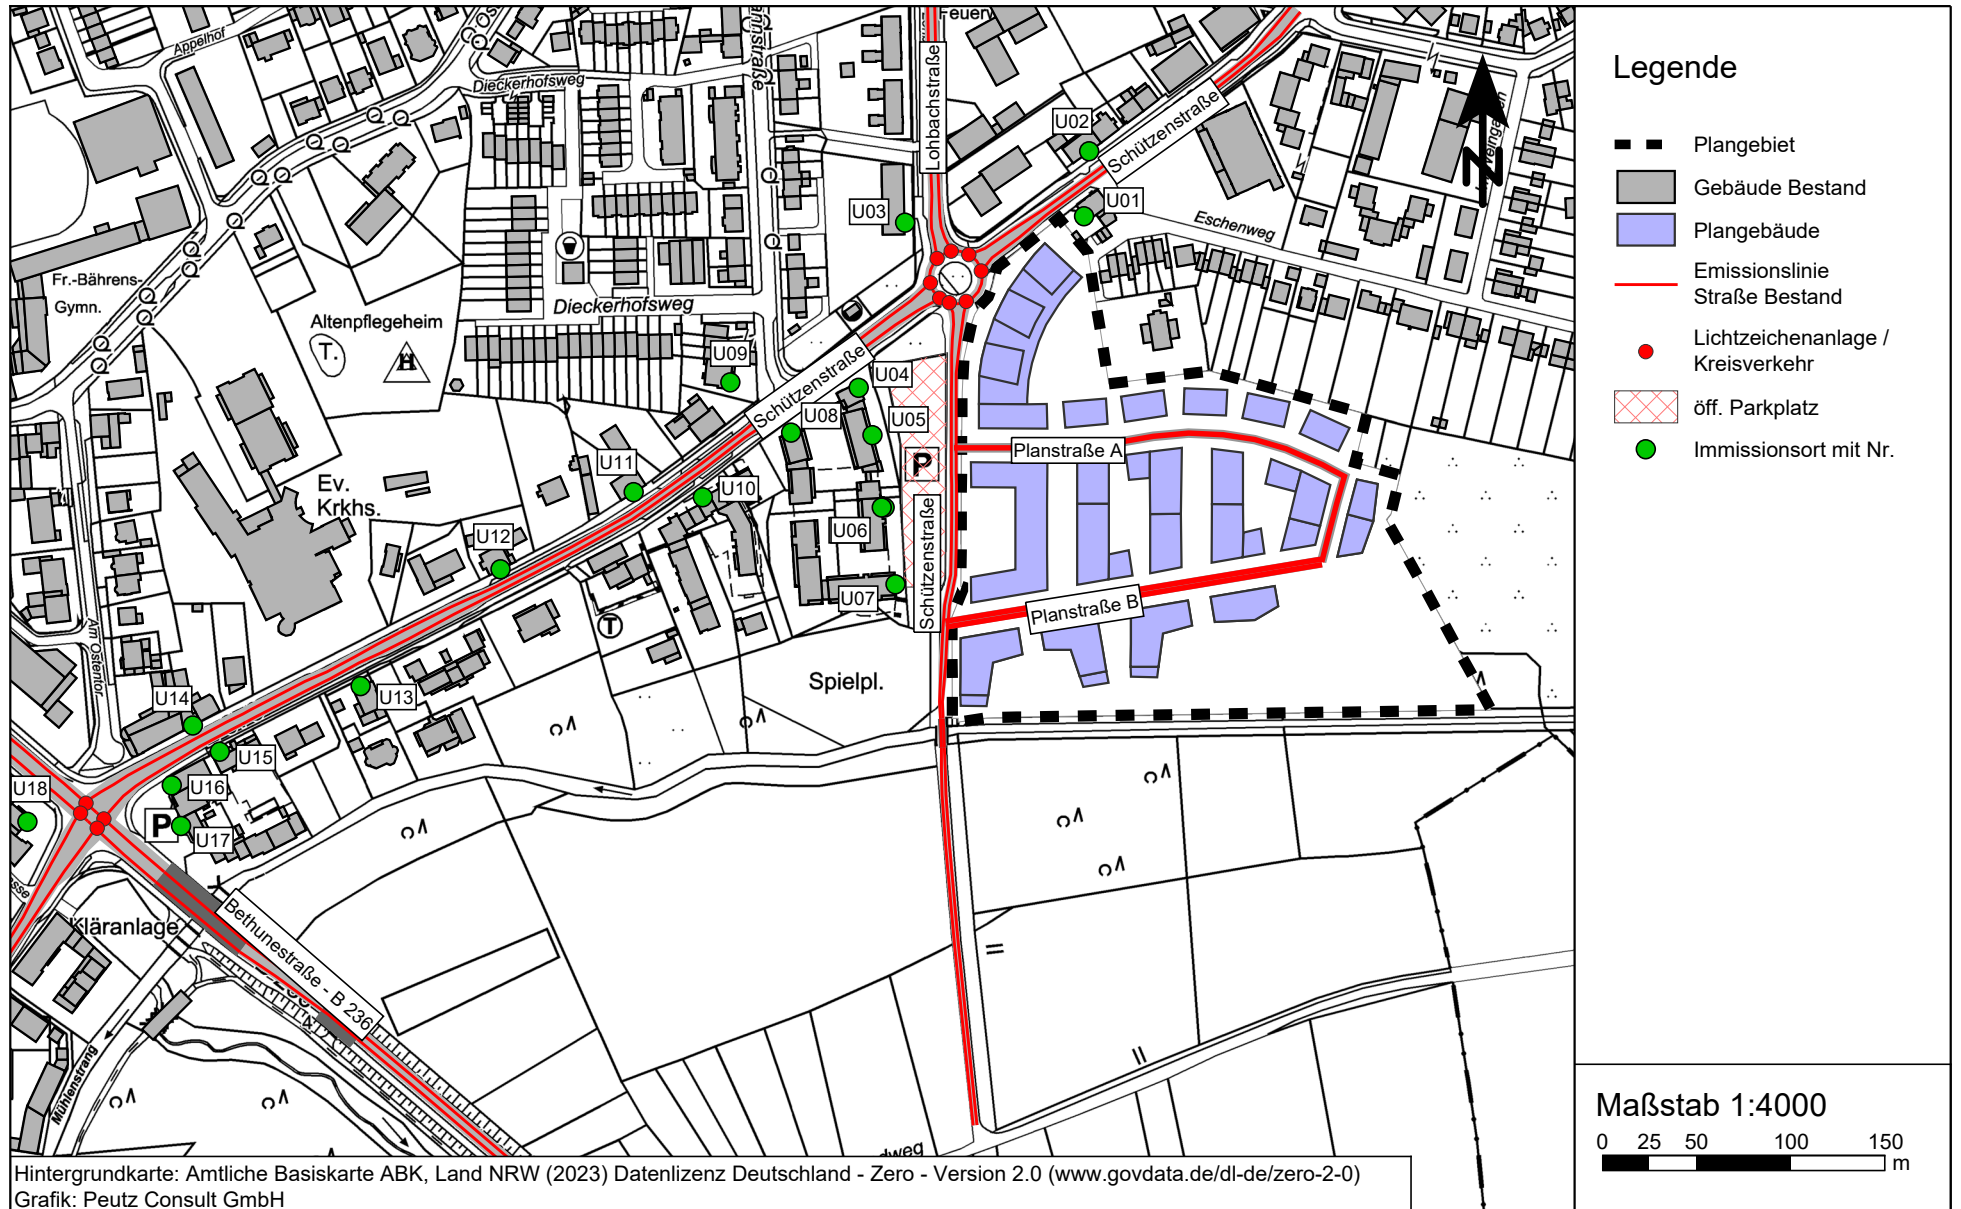 Appelhof
Dieckerhofsweg
Lohbachstraße
U02
Schützenstraße
U03
U01
Eschenweg
Fr.-Bährens-
Gymn.
Altenpflegeheim
T.
H
Dieckerhofsweg
U09
Schützenstraße
U04
U08
U05
P
Planstraße A
Ev.
Krkhs.
U11
U10
U12
U06
U07
Schützenstraße
Planstraße B
T
Am Ostentor
Spielpl.
U14
U13
U15
U18
U16
P
U17
Kläranlage
Bethunestraße - B 236
Mühlenstrang
Legende
Plangebiet
Gebäude Bestand
Plangebäude
Emissionslinie
Straße Bestand
Lichtzeichenanlage /
Kreisverkehr
öff. Parkplatz
Immissionsort mit Nr.
N
Maßstab 1:4000
0 25 50 100 150
m
Hintergrundkarte: Amtliche Basiskarte ABK, Land NRW (2023) Datenlizenz Deutschland - Zero - Version 2.0 (www.govdata.de/dl-de/zero-2-0)
Grafik: Peutz Consult GmbH